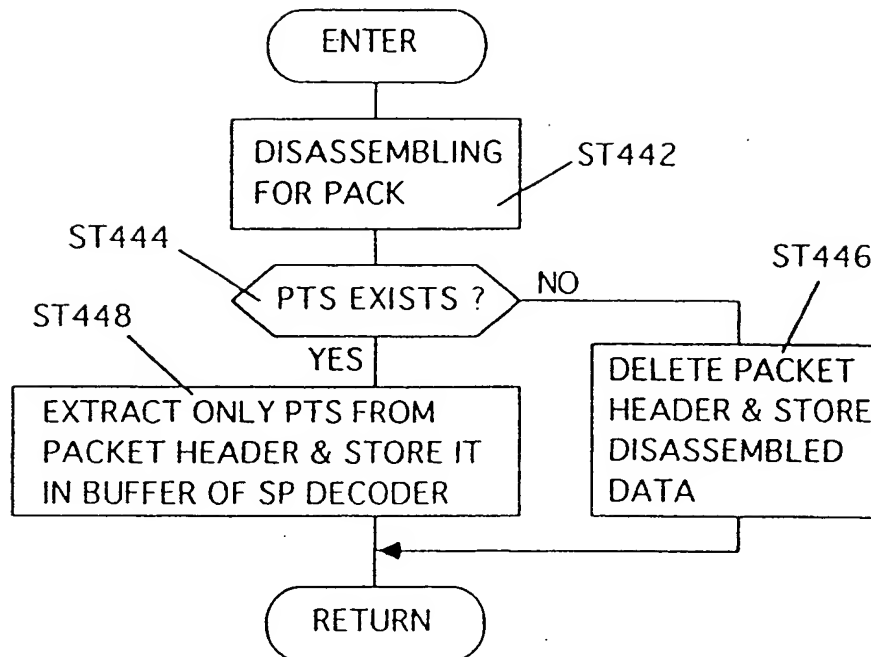 ENTER
DISASSEMBLING
FOR PACK
ST442
ST444
PTS EXISTS ?
NO
ST446
ST448
YES
EXTRACT ONLY PTS FROM
PACKET HEADER & STORE IT
IN BUFFER OF SP DECODER
DELETE PACKET
HEADER & STORE
DISASSEMBLED
DATA
RETURN